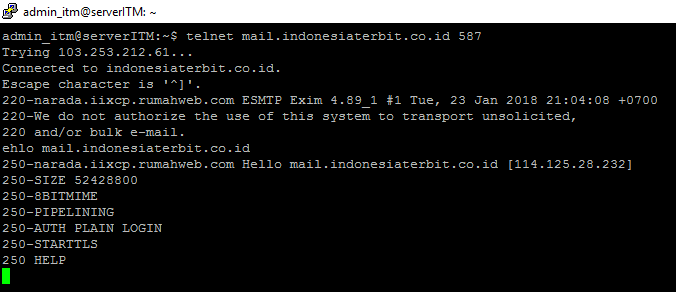 admin_itm@serverITM: ~
admin_itm@serverITM:~$ telnet mail.indonesiaterbit.co.id 587
Trying 103.253.212.61...
Connected to indonesiaterbit.co.id.
Escape character is '^]'.
220-narada.iixcp.rumahweb.com ESMTP Exim 4.89_1 #1 Tue, 23 Jan 2018 21:04:08 +0700
220-We do not authorize the use of this system to transport unsolicited,
220 and/or bulk e-mail.
ehlo mail.indonesiaterbit.co.id
250-narada.iixcp.rumahweb.com Hello mail.indonesiaterbit.co.id [114.125.28.232]
250-SIZE 52428800
250-8BITMIME
250-PIPELINING
250-AUTH PLAIN LOGIN
250-STARTTLS
250 HELP